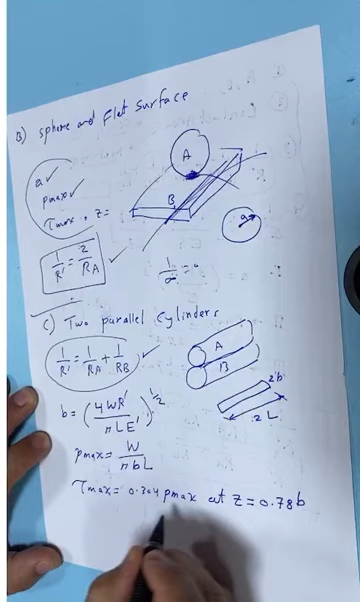 B) sphere and Flat surface
a ✓
Pmax ✓
A
τmax, z=
B
a
1/R' = 2/RA ✓
1/∞ = 0
C) Two parallel cylinders
1/R' = 1/RA + 1/RB ✓
A
B
b = (4WR'/πLE')^1/2
2b
2L
Pmax = W/πbL
τmax = 0.304 Pmax at z = 0.78b